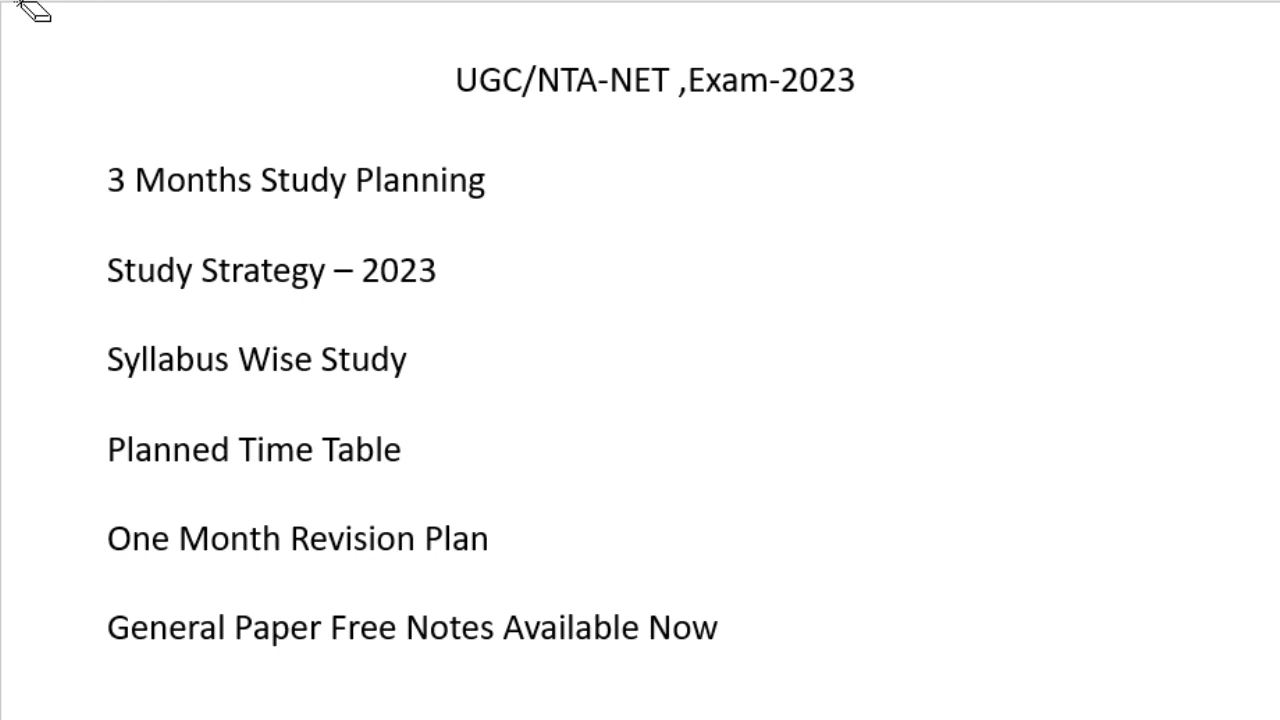 UGC/NTA-NET ,Exam-2023
3 Months Study Planning
Study Strategy – 2023
Syllabus Wise Study
Planned Time Table
One Month Revision Plan
General Paper Free Notes Available Now